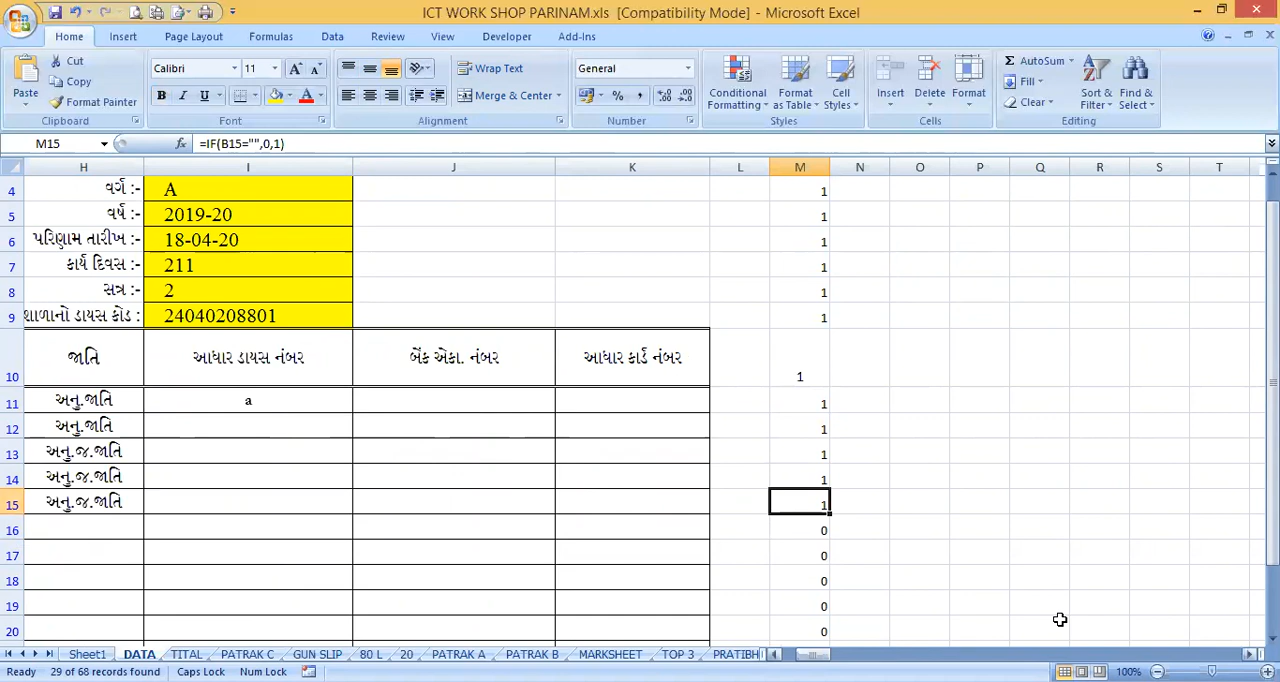 ICT WORK SHOP PARINAM.xls [Compatibility Mode] - Microsoft Excel
Home Insert Page Layout Formulas Data Review View Developer Add-Ins
Paste Cut Copy Format Painter Clipboard
Calibri 11 B I U A Font
Wrap Text Merge & Center Alignment
General % , Number
Conditional Formatting Format as Table Cell Styles Styles
Insert Delete Format Cells
Σ AutoSum Fill Clear Sort & Filter Find & Select Editing
M15 fx =IF(B15="",0,1)
H I J K L M N O P Q R S T
4 વર્ગ :- A 1
5 વર્ષ :- 2019-20 1
6 પરિણામ તારીખ :- 18-04-20 1
7 કાર્ય દિવસ :- 211 1
8 સત્ર :- 2 1
9 શાળાનો ડાયસ કોડ : 24040208801 1
10 જાતિ આધાર ડાયસ નંબર બેંક એકા. નંબર આધાર કાર્ડ નંબર 1
11 અનુ.જાતિ a 1
12 અનુ.જાતિ 1
13 અનુ.જ.જાતિ 1
14 અનુ.જ.જાતિ 1
15 અનુ.જ.જાતિ 1
16 0
17 0
18 0
19 0
20 0
Sheet1 DATA TITAL PATRAK C GUN SLIP 80 L 20 PATRAK A PATRAK B MARKSHEET TOP 3 PRATIBH
Ready 29 of 68 records found Caps Lock Num Lock 100%